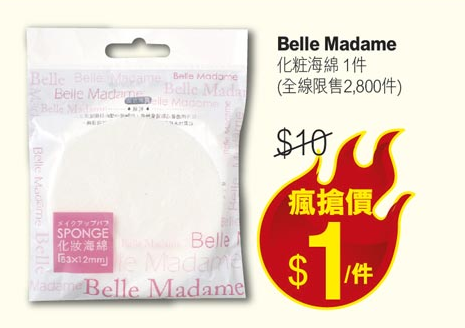 Belle Madame
化粧海綿 1件
(全線限售2,800件)
$10
瘋搶價
$1/件
Belle Madame
Belle Madame
Belle Madame
メイクアップパフ
SPONGE
化妝海綿
「63×12mm」
Belle Madame